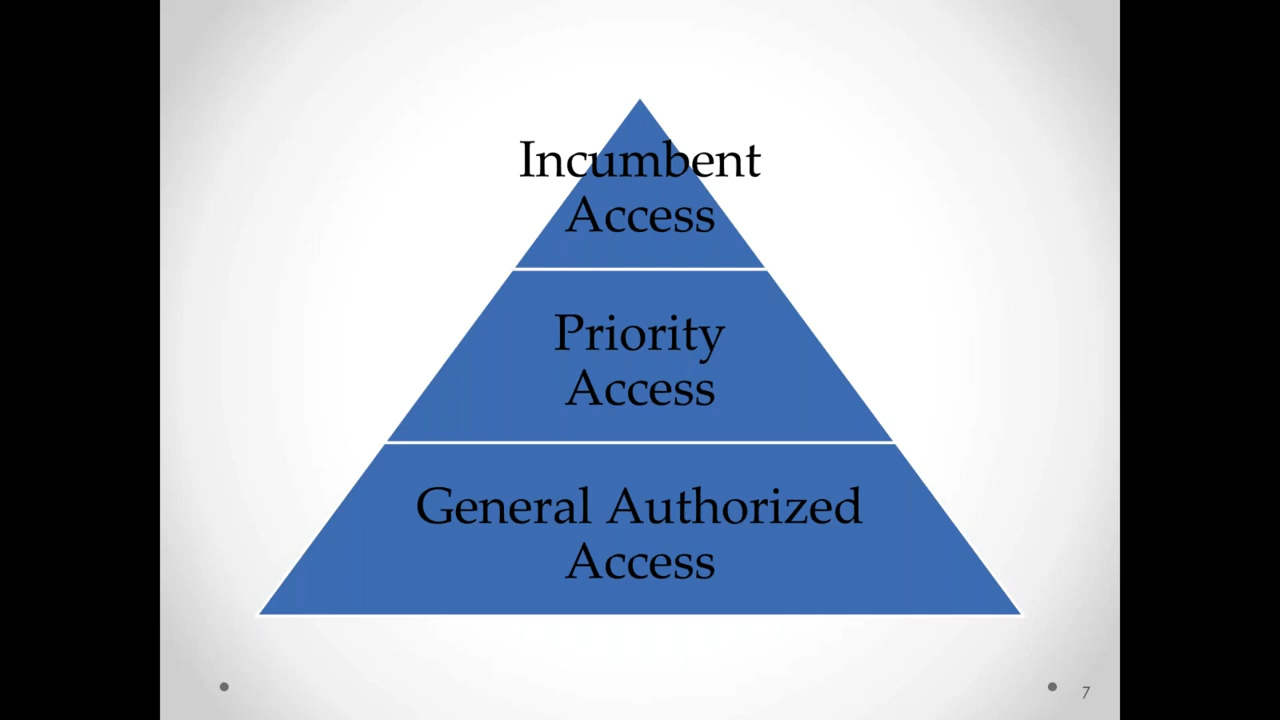 Incumbent
Access
Priority
Access
General Authorized
Access
7